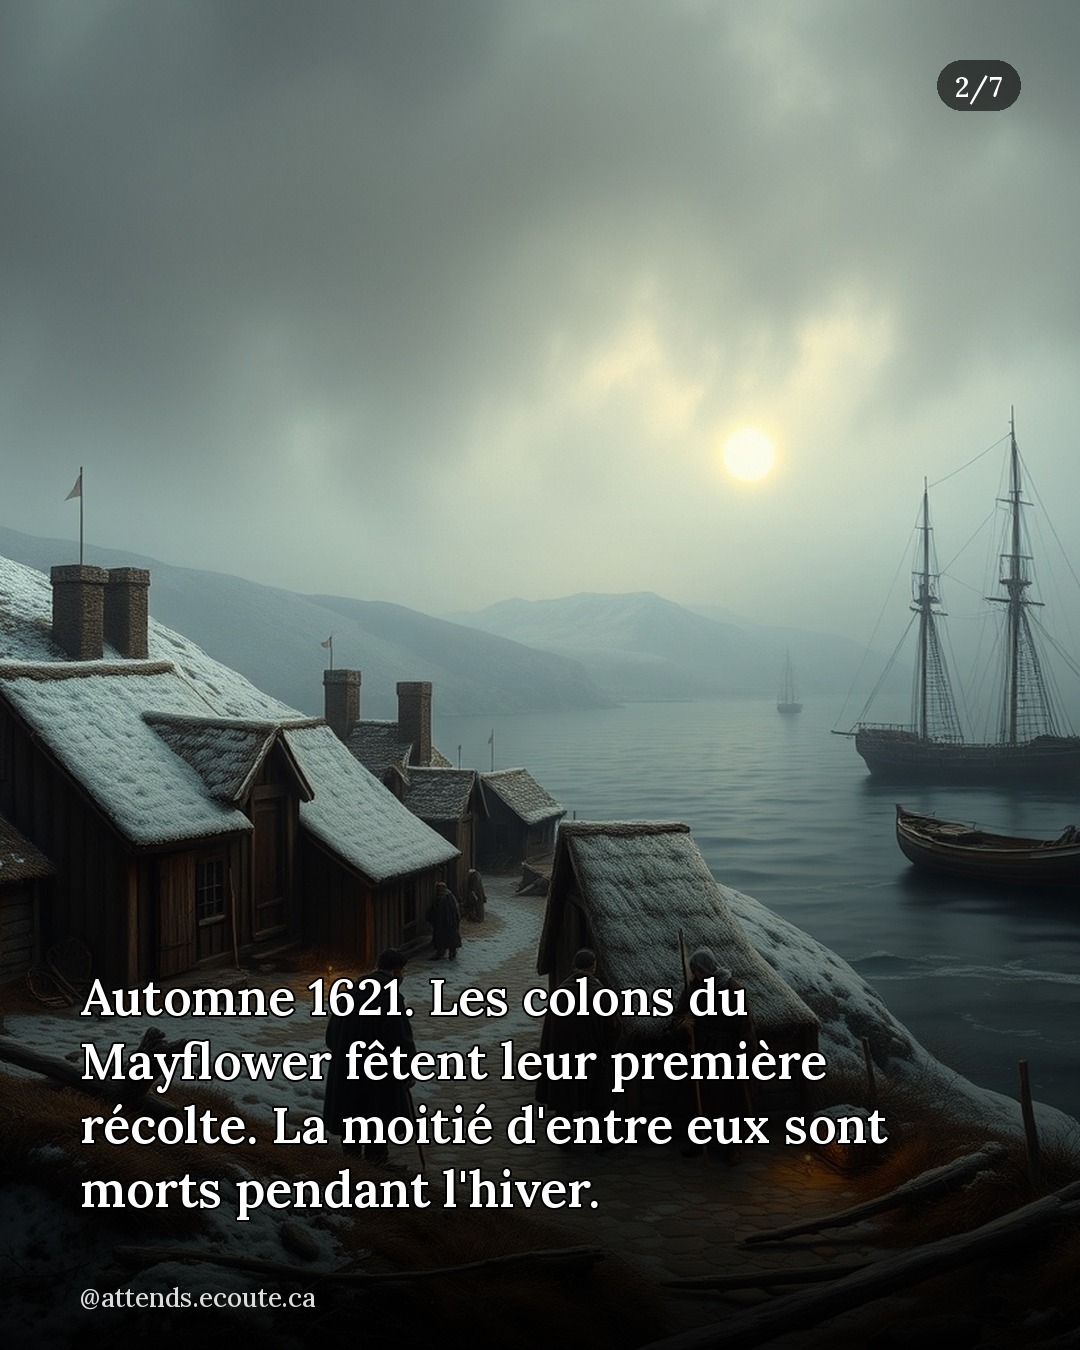 2/7
Automne 1621. Les colons du
Mayflower fêtent leur première
récolte. La moitié d'entre eux sont
morts pendant l'hiver.
@attends.ecoute.ca